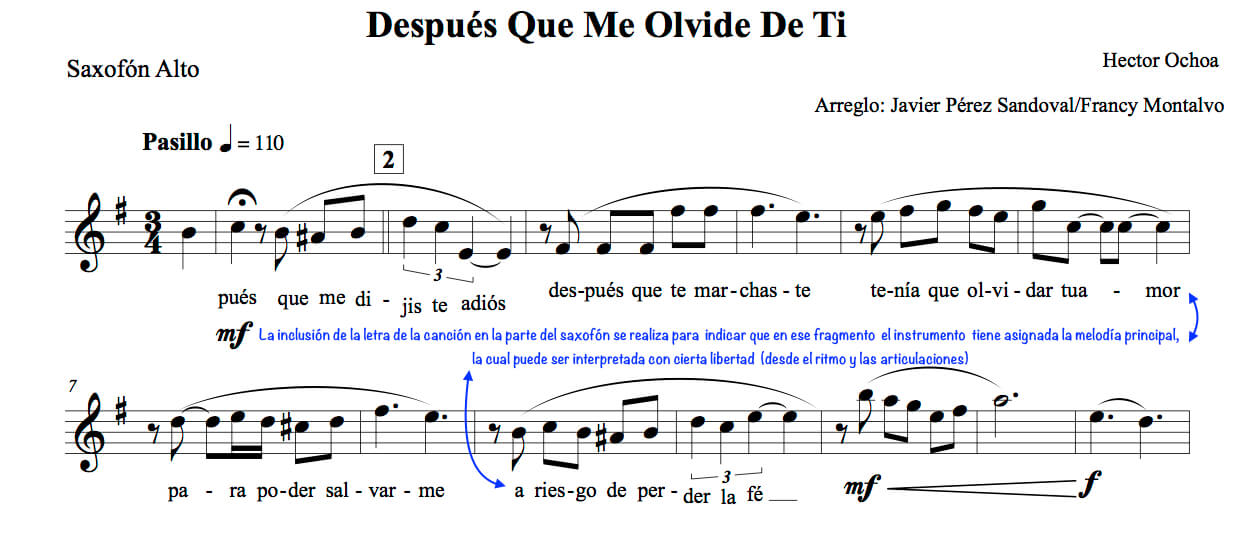 Después Que Me Olvide De Ti
Saxofón Alto
Hector Ochoa
Arreglo: Javier Pérez Sandoval/Francy Montalvo
Pasillo ♩ = 110
2
3
4
3
pués que me di - jis te adiós des-pués que te mar-chas-te te-nía que ol-vi-dar tua - mor
mf La inclusión de la letra de la canción en la parte del saxofón se realiza para indicar que en ese fragmento el instrumento tiene asignada la melodía principal,
la cual puede ser interpretada con cierta libertad (desde el ritmo y las articulaciones)
7
3
pa - ra po-der sal - var - me a ries-go de per - der la fé ___ mf f